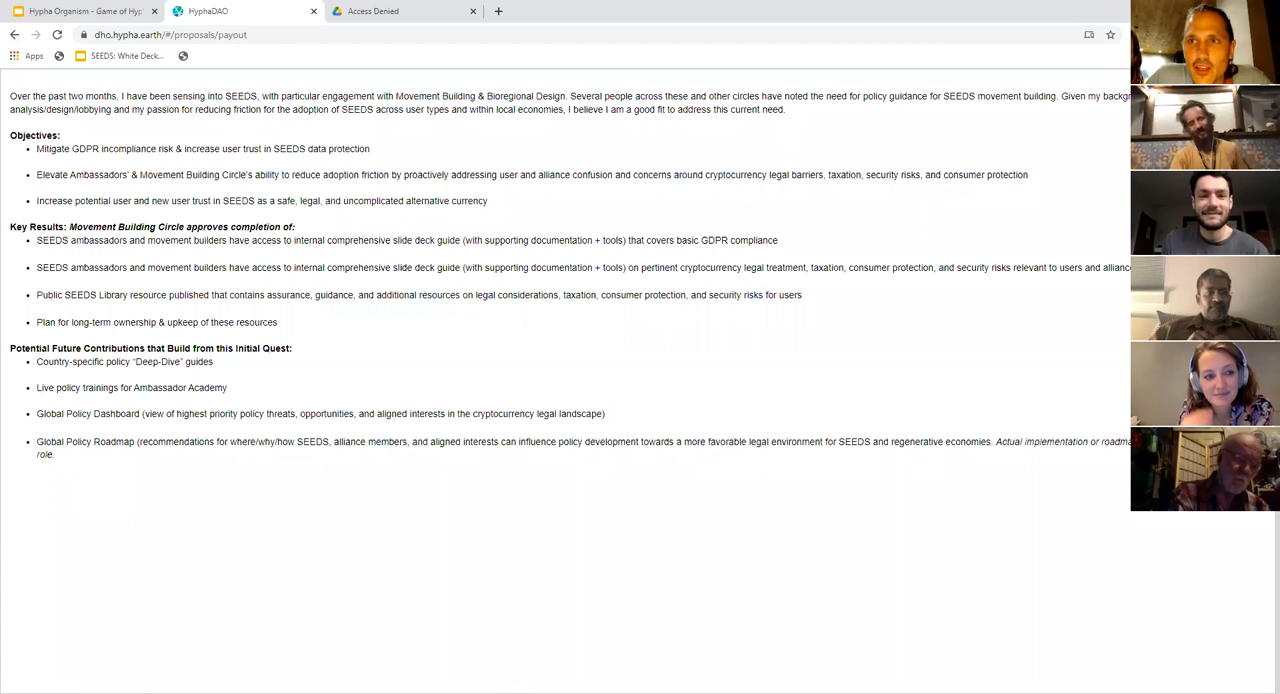 Hypha Organism - Game of Hyp
HyphaDAO
Access Denied
dho.hypha.earth/#/proposals/payout
Apps
SEEDS: White Deck...
Over the past two months, I have been sensing into SEEDS, with particular engagement with Movement Building & Bioregional Design. Several people across these and other circles have noted the need for policy guidance for SEEDS movement building. Given my
analysis/design/lobbying and my passion for reducing friction for the adoption of SEEDS across user types and within local economies, I believe I am a good fit to address this current need.
Objectives:
• Mitigate GDPR incompliance risk & increase user trust in SEEDS data protection
• Elevate Ambassadors' & Movement Building Circle's ability to reduce adoption friction by proactively addressing user and alliance confusion and concerns around cryptocurrency legal barriers, taxation, security risks, and consumer protection
• Increase potential user and new user trust in SEEDS as a safe, legal, and uncomplicated alternative currency
Key Results: Movement Building Circle approves completion of:
• SEEDS ambassadors and movement builders have access to internal comprehensive slide deck guide (with supporting documentation + tools) that covers basic GDPR compliance
• SEEDS ambassadors and movement builders have access to internal comprehensive slide deck guide (with supporting documentation + tools) on pertinent cryptocurrency legal treatment, taxation, consumer protection, and security risks relevant to users and
• Public SEEDS Library resource published that contains assurance, guidance, and additional resources on legal considerations, taxation, consumer protection, and security risks for users
• Plan for long-term ownership & upkeep of these resources
Potential Future Contributions that Build from this Initial Quest:
• Country-specific policy “Deep-Dive” guides
• Live policy trainings for Ambassador Academy
• Global Policy Dashboard (view of highest priority policy threats, opportunities, and aligned interests in the cryptocurrency legal landscape)
• Global Policy Roadmap (recommendations for where/why/how SEEDS, alliance members, and aligned interests can influence policy development towards a more favorable legal environment for SEEDS and regenerative economies. Actual implementation or
role.